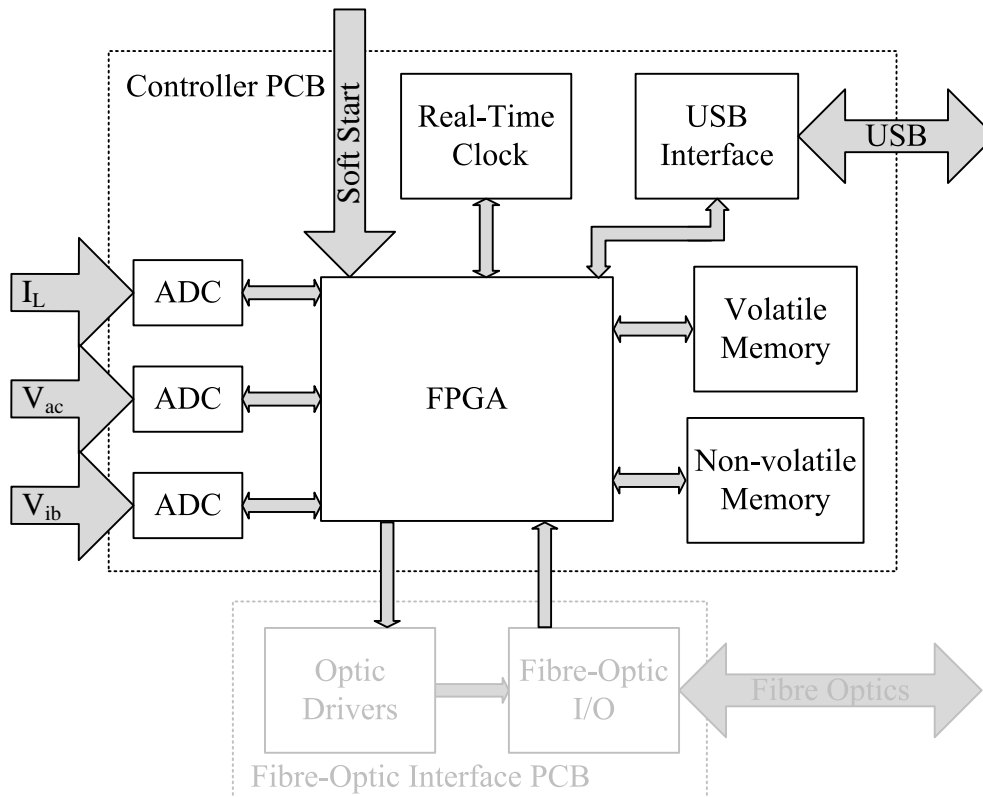 Controller PCB
Soft Start
Real-Time
Clock
USB
Interface
USB
I_L
ADC
V_ac
ADC
V_ib
ADC
FPGA
Volatile
Memory
Non-volatile
Memory
Optic
Drivers
Fibre-Optic
I/O
Fibre Optics
Fibre-Optic Interface PCB